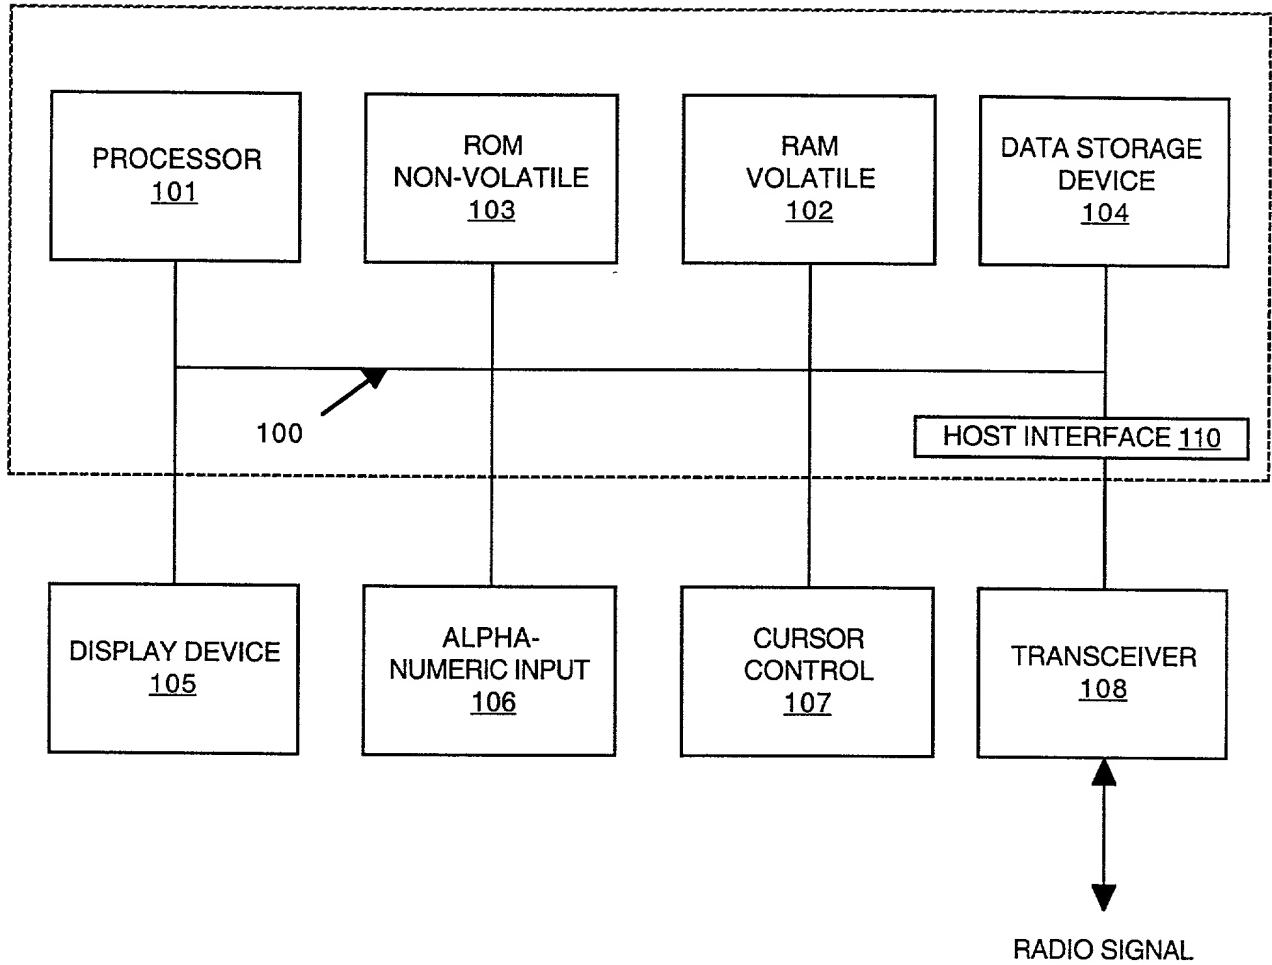 PROCESSOR
101
ROM
NON-VOLATILE
103
RAM
VOLATILE
102
DATA STORAGE
DEVICE
104
100
HOST INTERFACE 110
DISPLAY DEVICE
105
ALPHA-
NUMERIC INPUT
106
CURSOR
CONTROL
107
TRANSCEIVER
108
RADIO SIGNAL